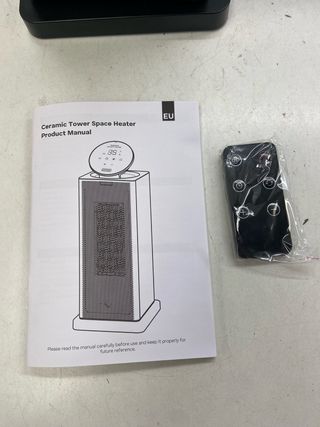 EU
Ceramic Tower Space Heater
Product Manual
Please read the manual carefully before use and keep it properly for
future reference.